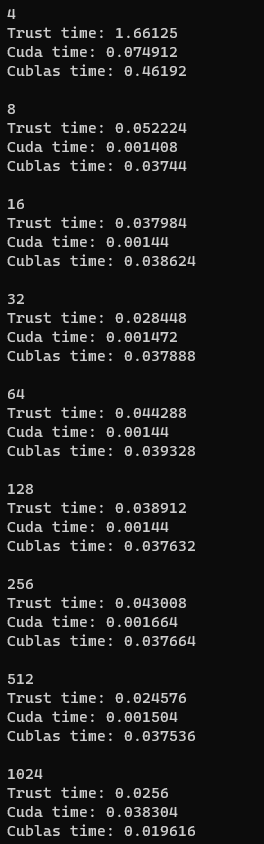 4
Trust time: 1.66125
Cuda time: 0.074912
Cublas time: 0.46192
8
Trust time: 0.052224
Cuda time: 0.001408
Cublas time: 0.03744
16
Trust time: 0.037984
Cuda time: 0.00144
Cublas time: 0.038624
32
Trust time: 0.028448
Cuda time: 0.001472
Cublas time: 0.037888
64
Trust time: 0.044288
Cuda time: 0.00144
Cublas time: 0.039328
128
Trust time: 0.038912
Cuda time: 0.00144
Cublas time: 0.037632
256
Trust time: 0.043008
Cuda time: 0.001664
Cublas time: 0.037664
512
Trust time: 0.024576
Cuda time: 0.001504
Cublas time: 0.037536
1024
Trust time: 0.0256
Cuda time: 0.038304
Cublas time: 0.019616